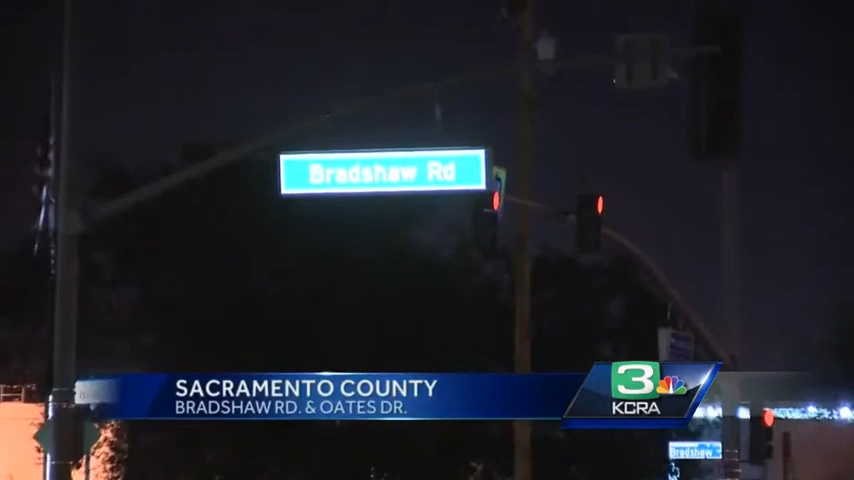 Bradshaw Rd
SACRAMENTO COUNTY
BRADSHAW RD. & OATES DR.
3
KCRA
Bradshaw